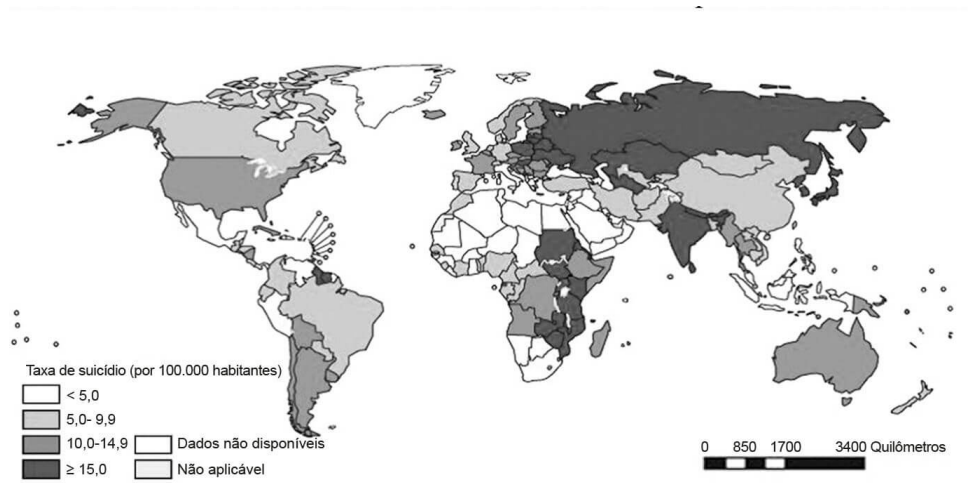 Taxa de suicídio (por 100.000 habitantes)
< 5,0
5,0- 9,9
10,0-14,9
Dados não disponíveis
≥ 15,0
Não aplicável
0 850 1700 3400 Quilômetros